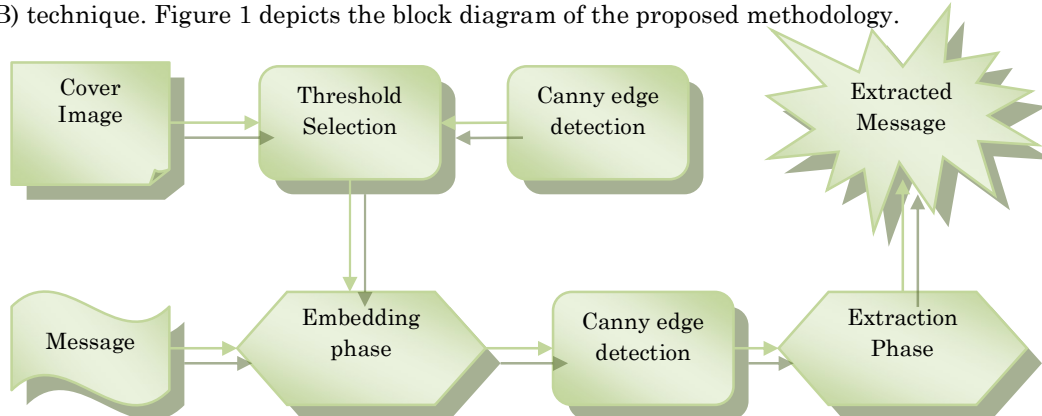 B) technique. Figure 1 depicts the block diagram of the proposed methodology.
Cover
Image
Threshold
Selection
Canny edge
detection
Extracted
Message
Message
Embedding
phase
Canny edge
detection
Extraction
Phase